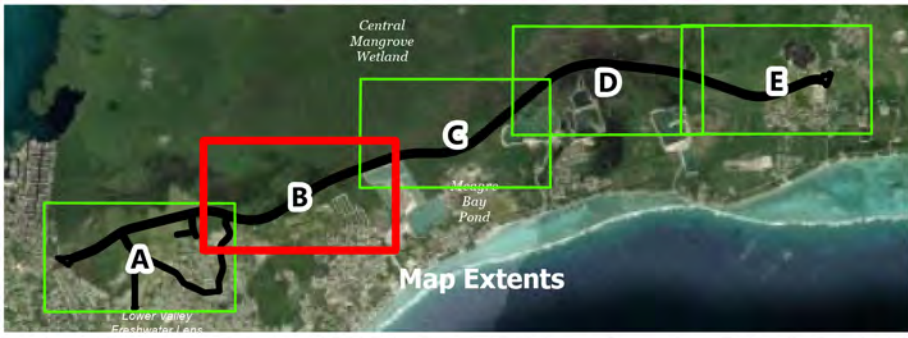 Central
Mangrove
Wetland
D
E
C
B
Meagre
Bay
Pond
A
Map Extents
Lower Valley
Freshwater Lens